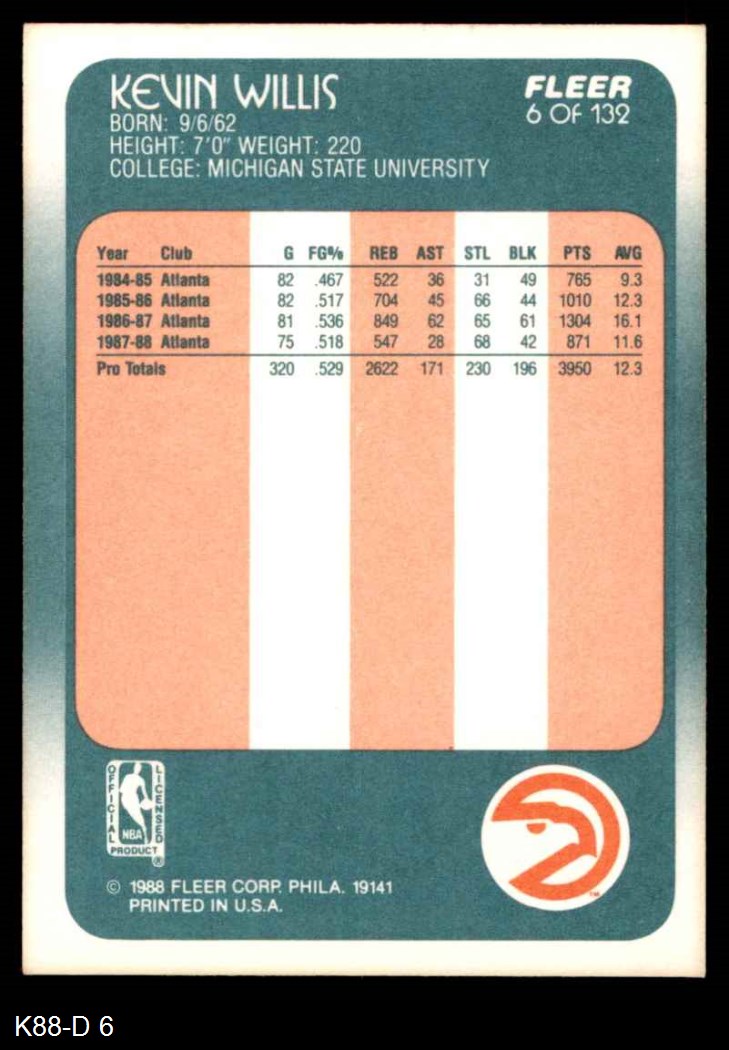 KEVIN WILLIS
BORN: 9/6/62
HEIGHT: 7'0" WEIGHT: 220
COLLEGE: MICHIGAN STATE UNIVERSITY
FLEER
6 OF 132
Year Club G FG% REB AST STL BLK PTS AVG
1984-85 Atlanta 82 .467 522 36 31 49 765 9.3
1985-86 Atlanta 82 .517 704 45 66 44 1010 12.3
1986-87 Atlanta 81 .536 849 62 65 61 1304 16.1
1987-88 Atlanta 75 .518 547 28 68 42 871 11.6
Pro Totals 320 .529 2622 171 230 196 3950 12.3
OFFICIAL
LICENSED
NBA
PRODUCT
®
TM
© 1988 FLEER CORP. PHILA. 19141
PRINTED IN U.S.A.
K88-D 6